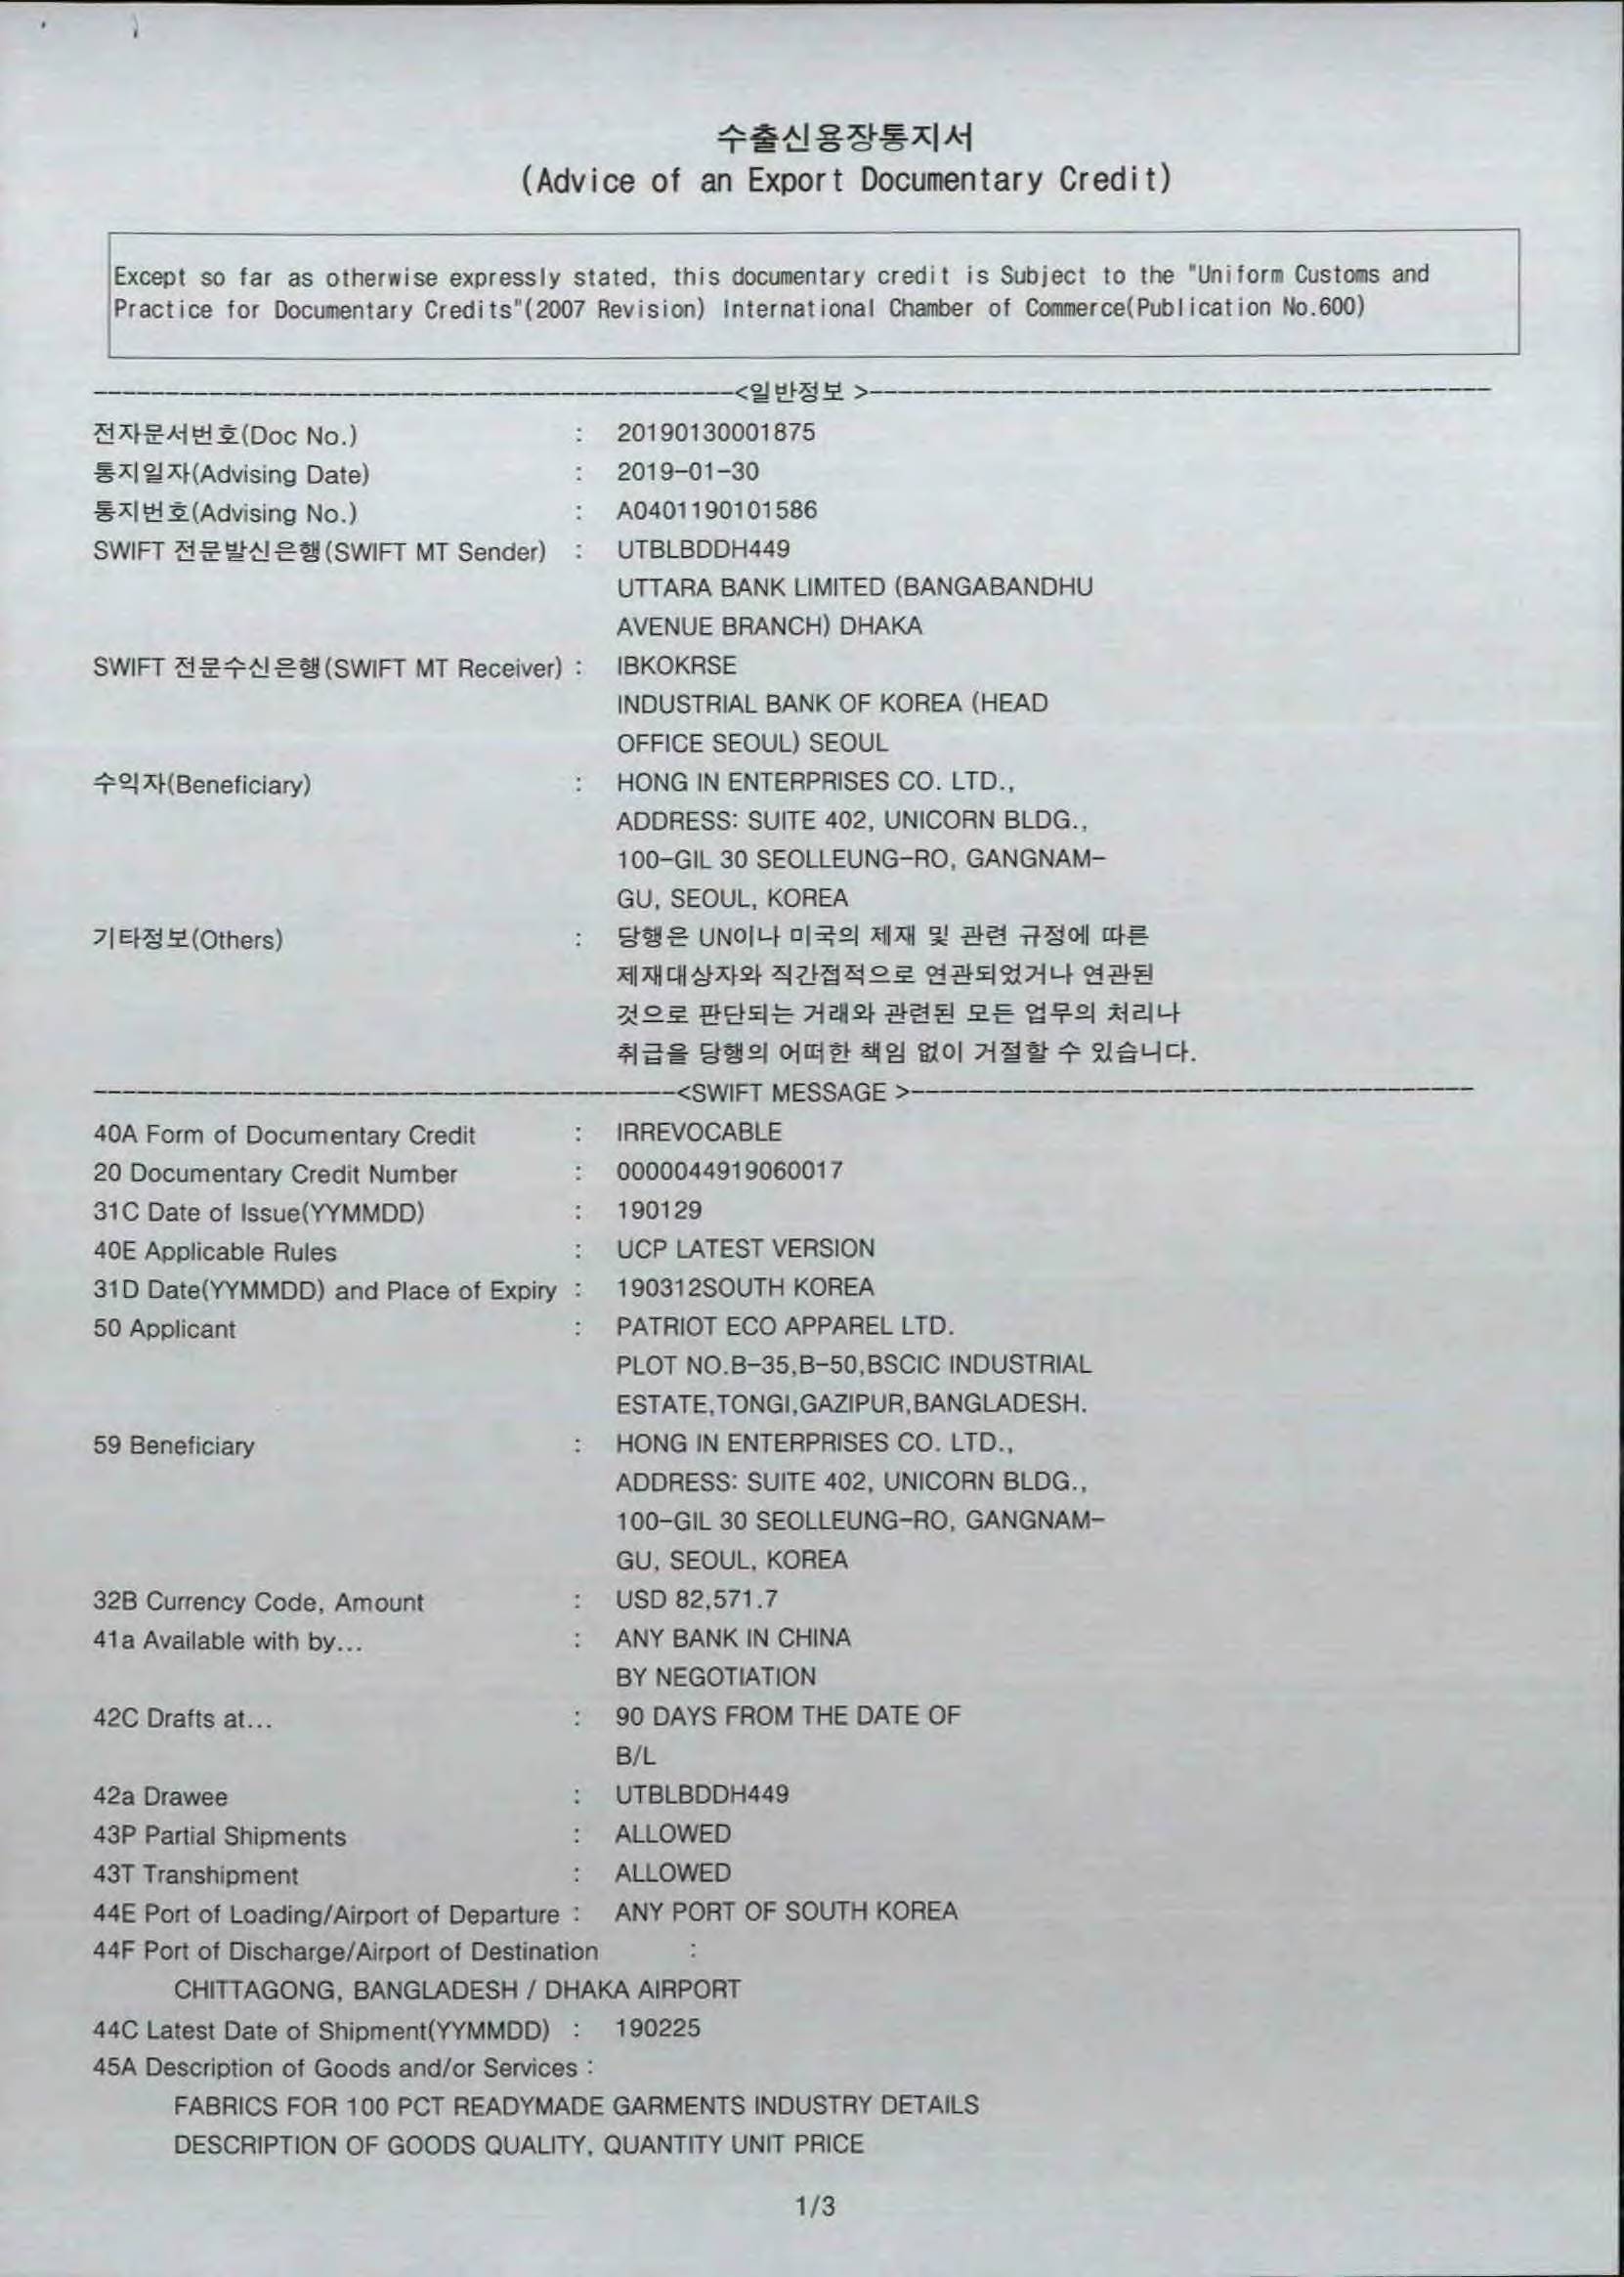 수출신용장통지서
(Advice of an Export Documentary Credit)
Except so far as otherwise expressly stated, this documentary credit is Subject to the "Uniform Customs and
Practice for Documentary Credits"(2007 Revision) International Chamber of Commerce(Publication No.600)
--------------------------------------------<일반정보 >-------------------------------------------
전자문서번호(Doc No.) : 20190130001875
통지일자(Advising Date) : 2019-01-30
통지번호(Advising No.) : A0401190101586
SWIFT 전문발신은행(SWIFT MT Sender) : UTBLBDDH449
UTTARA BANK LIMITED (BANGABANDHU
AVENUE BRANCH) DHAKA
SWIFT 전문수신은행(SWIFT MT Receiver) : IBKOKRSE
INDUSTRIAL BANK OF KOREA (HEAD
OFFICE SEOUL) SEOUL
수익자(Beneficiary) : HONG IN ENTERPRISES CO. LTD.,
ADDRESS: SUITE 402, UNICORN BLDG.,
100-GIL 30 SEOLLEUNG-RO, GANGNAM-
GU, SEOUL, KOREA
기타정보(Others) : 당행은 UN이나 미국의 제재 및 관련 규정에 따른
제재대상자와 직간접적으로 연관되었거나 연관된
것으로 판단되는 거래와 관련된 모든 업무의 처리나
취급을 당행의 어떠한 책임 없이 거절할 수 있습니다.
----------------------------------------<SWIFT MESSAGE >---------------------------------------
40A Form of Documentary Credit : IRREVOCABLE
20 Documentary Credit Number : 0000044919060017
31C Date of Issue(YYMMDD) : 190129
40E Applicable Rules : UCP LATEST VERSION
31D Date(YYMMDD) and Place of Expiry : 190312SOUTH KOREA
50 Applicant : PATRIOT ECO APPAREL LTD.
PLOT NO.B-35,B-50,BSCIC INDUSTRIAL
ESTATE,TONGI,GAZIPUR,BANGLADESH.
59 Beneficiary : HONG IN ENTERPRISES CO. LTD.,
ADDRESS: SUITE 402, UNICORN BLDG.,
100-GIL 30 SEOLLEUNG-RO, GANGNAM-
GU, SEOUL, KOREA
32B Currency Code, Amount : USD 82,571.7
41a Available with by... : ANY BANK IN CHINA
BY NEGOTIATION
42C Drafts at... : 90 DAYS FROM THE DATE OF
B/L
42a Drawee : UTBLBDDH449
43P Partial Shipments : ALLOWED
43T Transhipment : ALLOWED
44E Port of Loading/Airport of Departure : ANY PORT OF SOUTH KOREA
44F Port of Discharge/Airport of Destination :
CHITTAGONG, BANGLADESH / DHAKA AIRPORT
44C Latest Date of Shipment(YYMMDD) : 190225
45A Description of Goods and/or Services :
FABRICS FOR 100 PCT READYMADE GARMENTS INDUSTRY DETAILS
DESCRIPTION OF GOODS QUALITY, QUANTITY UNIT PRICE
1/3